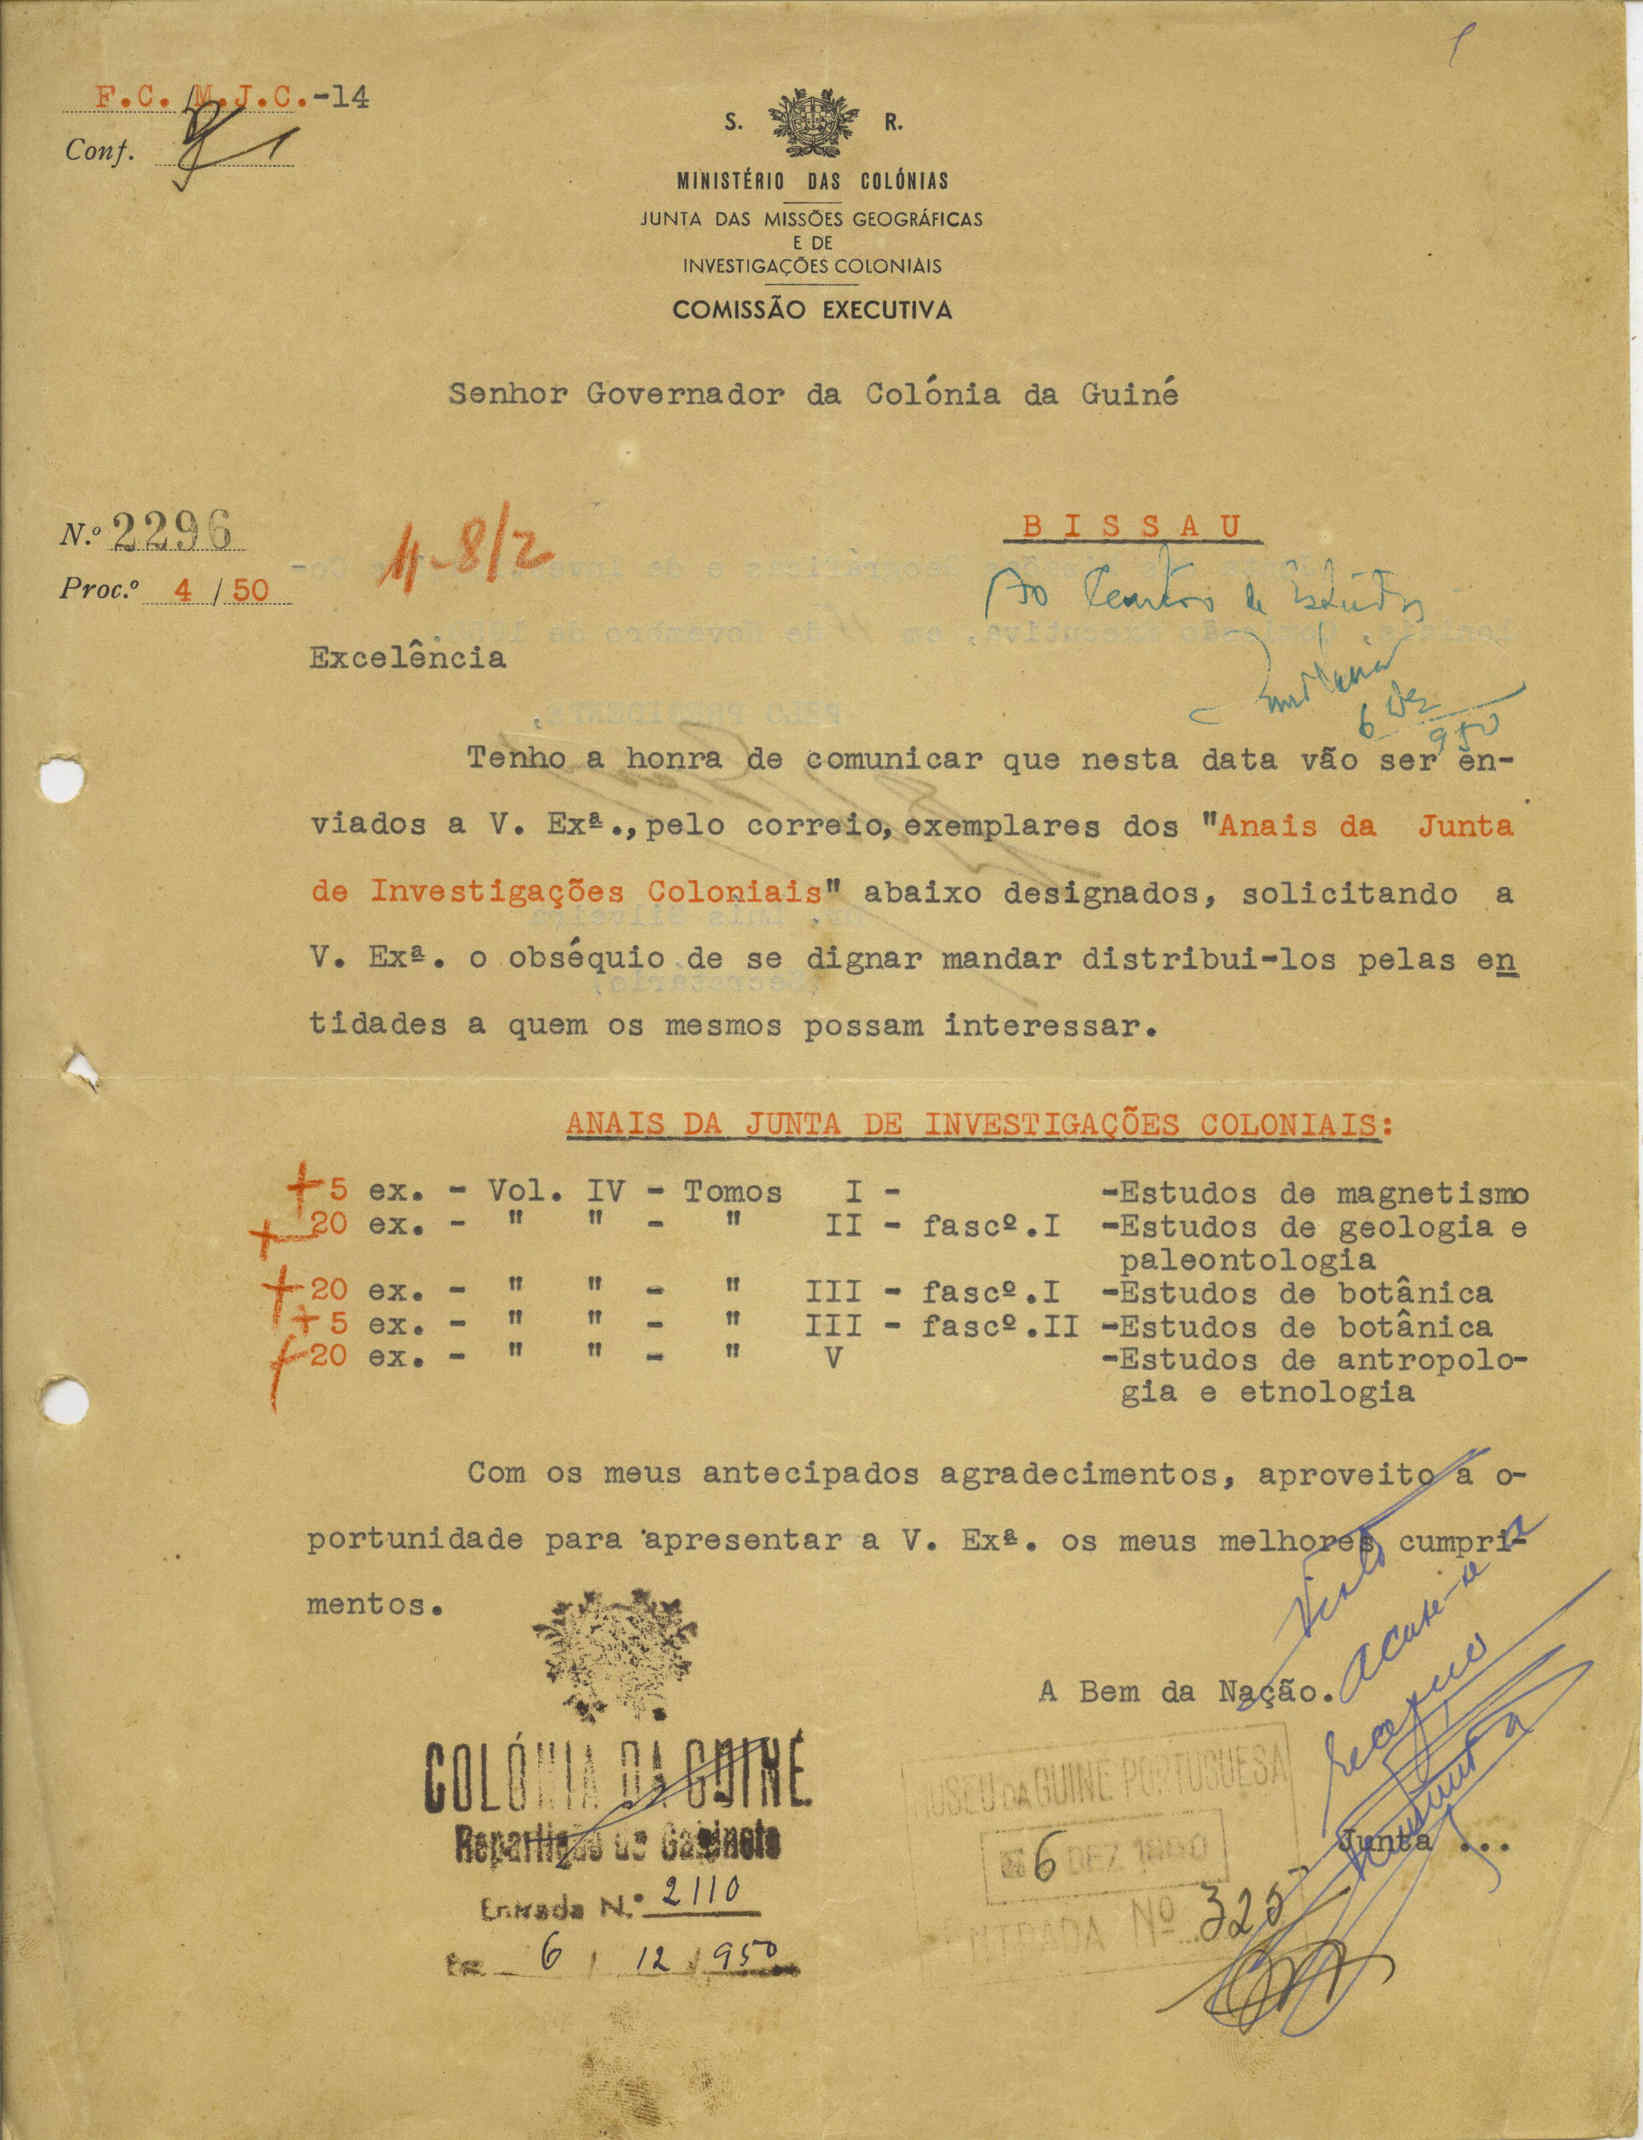 F.C./M.J.C.-14
Conf.
S. R.
MINISTÉRIO DAS COLÓNIAS
JUNTA DAS MISSÕES GEOGRÁFICAS
E DE
INVESTIGAÇÕES COLONIAIS
COMISSÃO EXECUTIVA
Senhor Governador da Colónia da Guiné
N.º 2296
4-8/2
BISSAU
Proc.º 4 / 50
Ao Centro de Estudos
6 Dez
950
Excelência
Tenho a honra de comunicar que nesta data vão ser en-
viados a V. Exª., pelo correio, exemplares dos "Anais da Junta
de Investigações Coloniais" abaixo designados, solicitando a
V. Exª. o obséquio de se dignar mandar distribui-los pelas en
tidades a quem os mesmos possam interessar.
ANAIS DA JUNTA DE INVESTIGAÇÕES COLONIAIS:
5 ex. - Vol. IV - Tomos I - -Estudos de magnetismo
20 ex. - " " - " II - fascº.I -Estudos de geologia e
paleontologia
20 ex. - " " - " III - fascº.I -Estudos de botânica
5 ex. - " " - " III - fascº.II -Estudos de botânica
20 ex. - " " - " V -Estudos de antropolo-
gia e etnologia
Com os meus antecipados agradecimentos, aproveito a o-
portunidade para apresentar a V. Exª. os meus melhores cumpri-
mentos.
Visto
Acuse-se a
recepção
A Bem da Nação.
COLÓNIA DA GUINÉ
Repartição do Gabinete
Entrada N.º 2110
Em 6 / 12 / 950
MUSEU DA GUINÉ PORTUGUESA
6 DEZ 1950
ENTRADA Nº 325
Junta ...